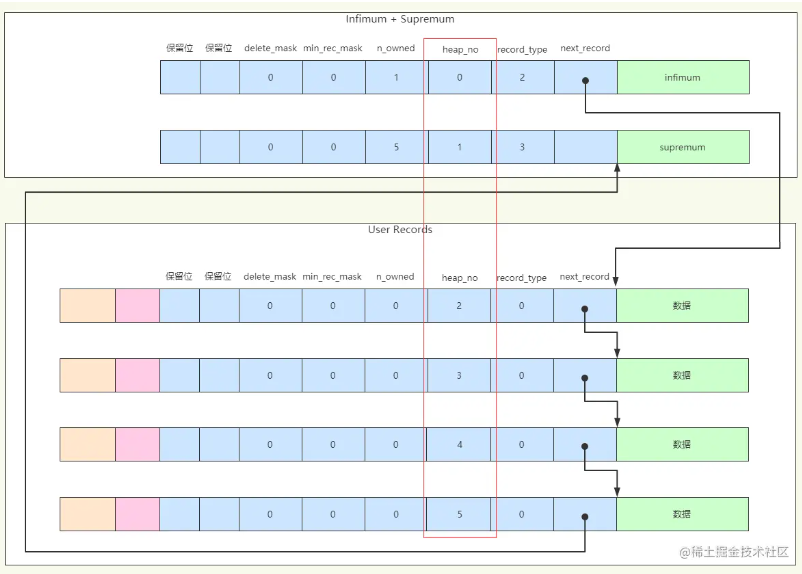 Infimum + Supremum
保留位 保留位 delete_mask min_rec_mask n_owned heap_no record_type next_record
0 0 1 0 2 infimum
0 0 5 1 3 supremum
User Records
保留位 保留位 delete_mask min_rec_mask n_owned heap_no record_type next_record
0 0 0 2 0 数据
0 0 0 3 0 数据
0 0 0 4 0 数据
0 0 0 5 0 数据
@稀土掘金技术社区